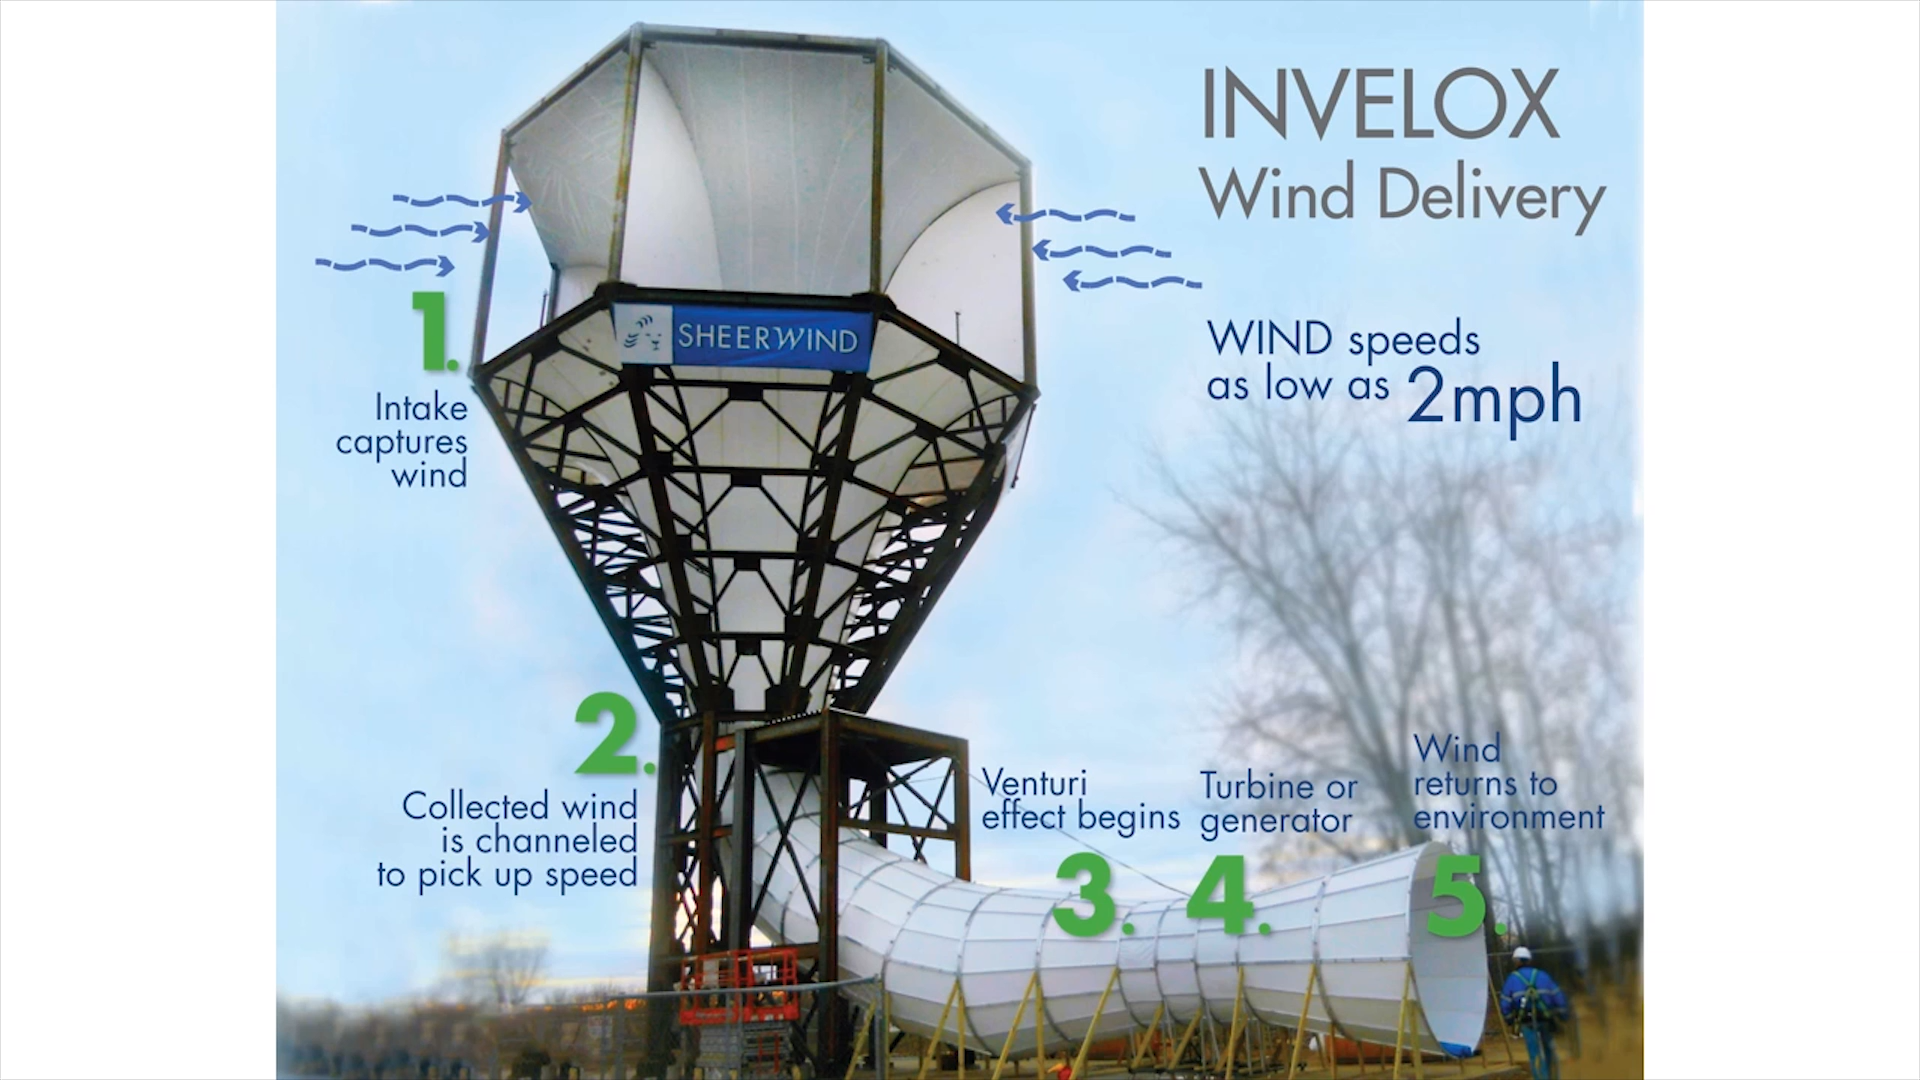 INVELOX
Wind Delivery
WIND speeds
as low as 2mph
SHEERWIND
1.
Intake
captures
wind
2.
Collected wind
is channeled
to pick up speed
Venturi
effect begins
3.
Turbine or
generator
4.
Wind
returns to
environment
5.